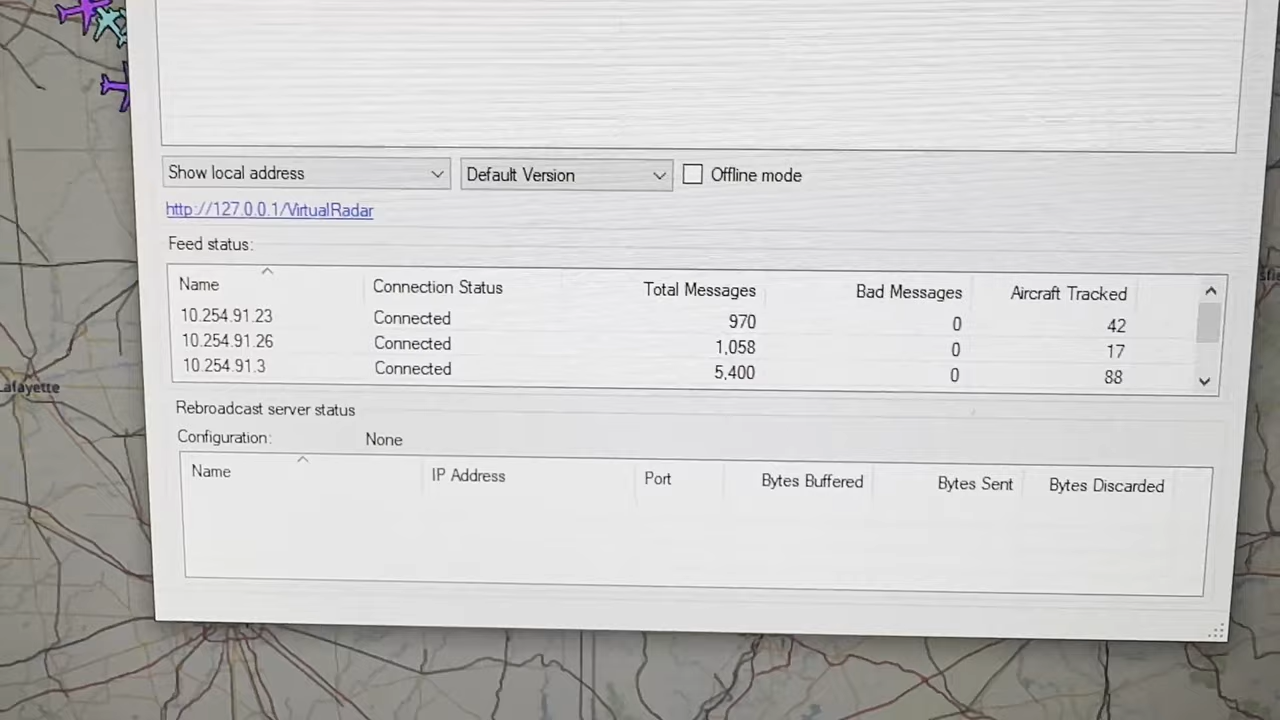 Show local address Default Version Offline mode
http://127.0.0.1/VirtualRadar
Feed status:
Name Connection Status Total Messages Bad Messages Aircraft Tracked
10.254.91.23 Connected 970 0 42
10.254.91.26 Connected 1,058 0 17
10.254.91.3 Connected 5,400 0 88
Lafayette
Rebroadcast server status
Configuration: None
Name IP Address Port Bytes Buffered Bytes Sent Bytes Discarded